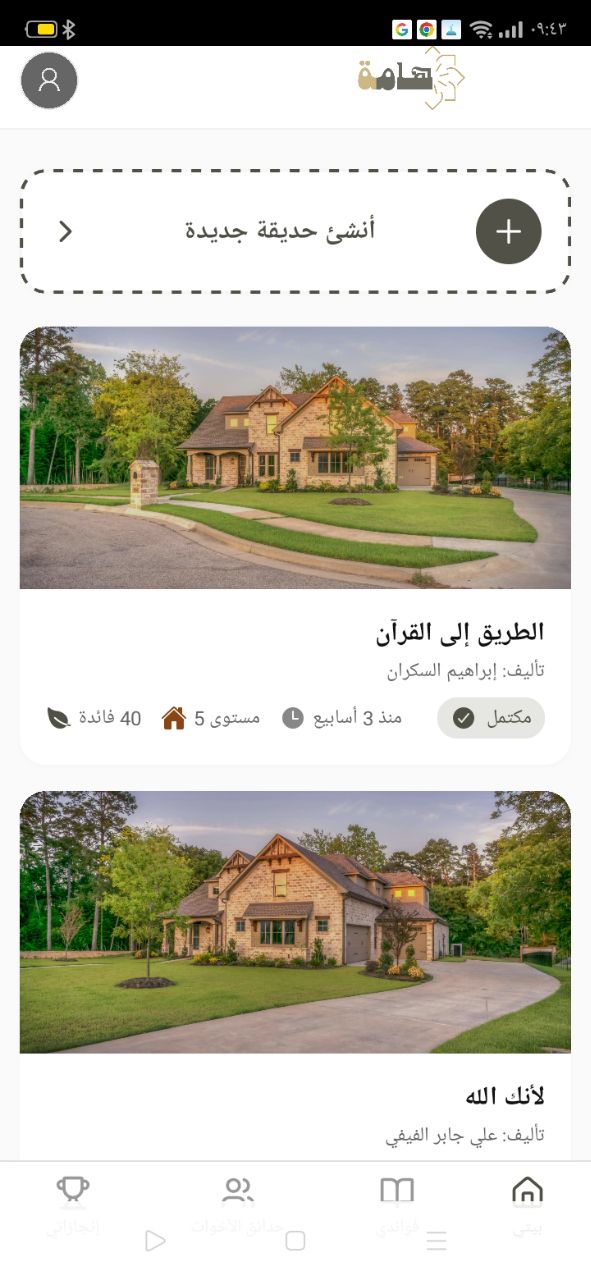 ٠٩:٤٣
هامة
أنشئ حديقة جديدة
الطريق إلى القرآن
تأليف: إبراهيم السكران
مكتمل منذ 3 أسابيع مستوى 5 40 فائدة
لأنك الله
تأليف: علي جابر الفيفي
بيتي فوائدي حدائق الأخوات إنجازاتي